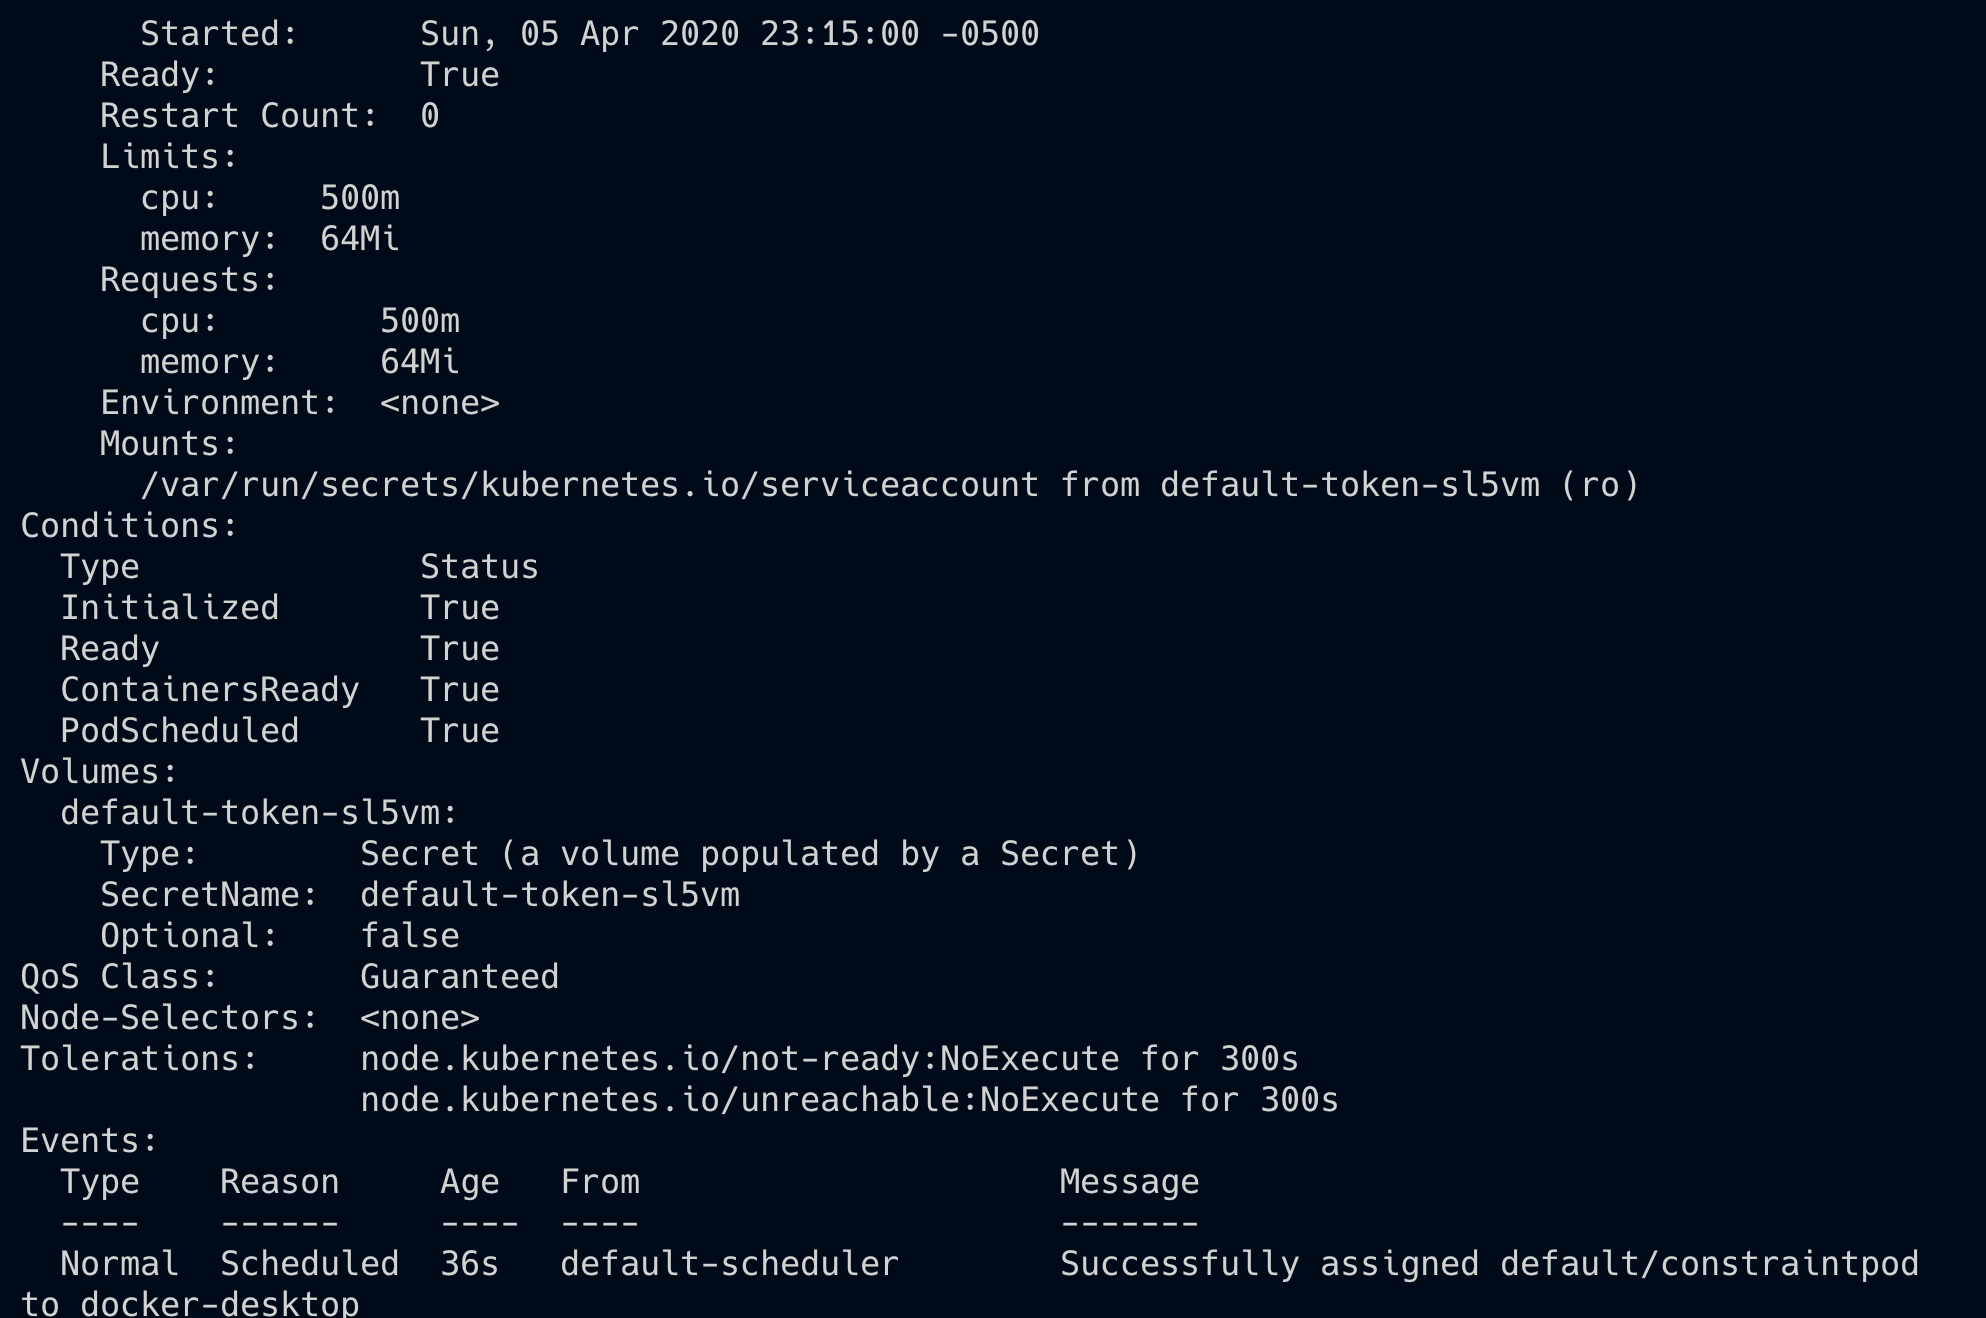 Started:      Sun, 05 Apr 2020 23:15:00 -0500
Ready:          True
Restart Count:  0
Limits:
cpu:     500m
memory:  64Mi
Requests:
cpu:        500m
memory:     64Mi
Environment:  <none>
Mounts:
/var/run/secrets/kubernetes.io/serviceaccount from default-token-sl5vm (ro)
Conditions:
Type              Status
Initialized       True
Ready             True
ContainersReady   True
PodScheduled      True
Volumes:
default-token-sl5vm:
Type:        Secret (a volume populated by a Secret)
SecretName:  default-token-sl5vm
Optional:    false
QoS Class:       Guaranteed
Node-Selectors:  <none>
Tolerations:     node.kubernetes.io/not-ready:NoExecute for 300s
node.kubernetes.io/unreachable:NoExecute for 300s
Events:
Type    Reason     Age   From                     Message
----    ------     ----  ----                     -------
Normal  Scheduled  36s   default-scheduler        Successfully assigned default/constraintpod
to docker-desktop